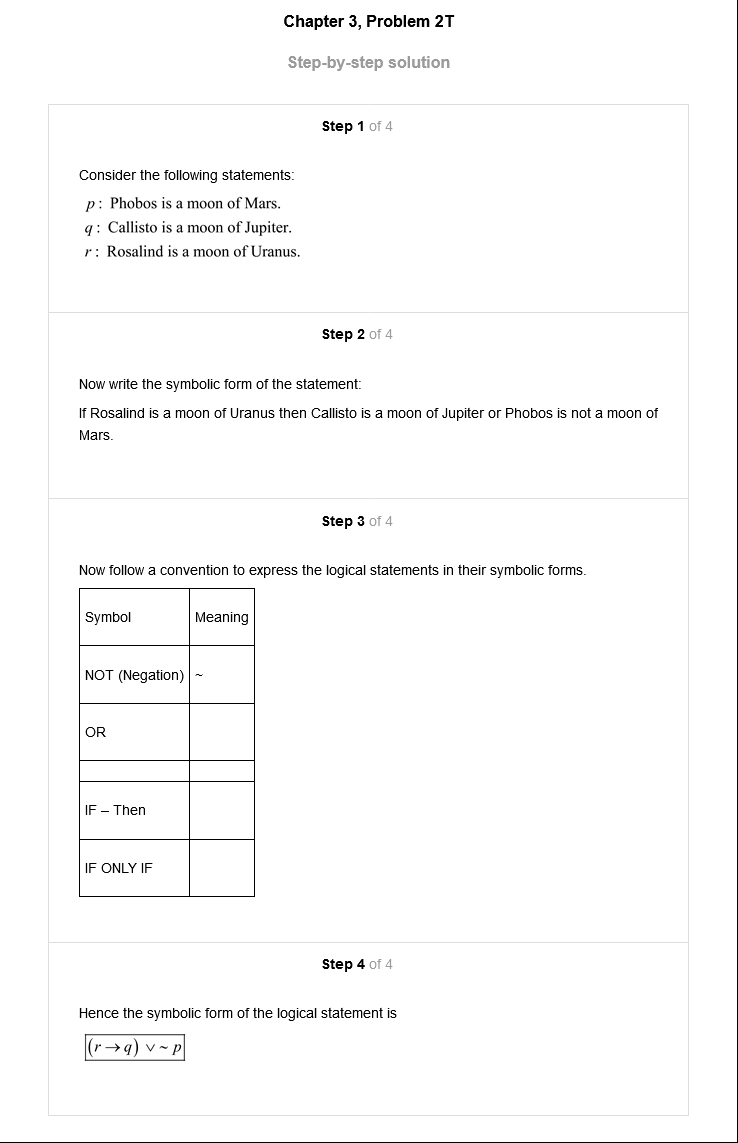 Chapter 3, Problem 2T
Step-by-step solution
Step 1 of 4
Consider the following statements:
p : Phobos is a moon of Mars.
q : Callisto is a moon of Jupiter.
r : Rosalind is a moon of Uranus.
Step 2 of 4
Now write the symbolic form of the statement:
If Rosalind is a moon of Uranus then Callisto is a moon of Jupiter or Phobos is not a moon of
Mars.
Step 3 of 4
Now follow a convention to express the logical statements in their symbolic forms.
Symbol Meaning
NOT (Negation) ~
OR
IF – Then
IF ONLY IF
Step 4 of 4
Hence the symbolic form of the logical statement is
(r → q) ∨ ~ p